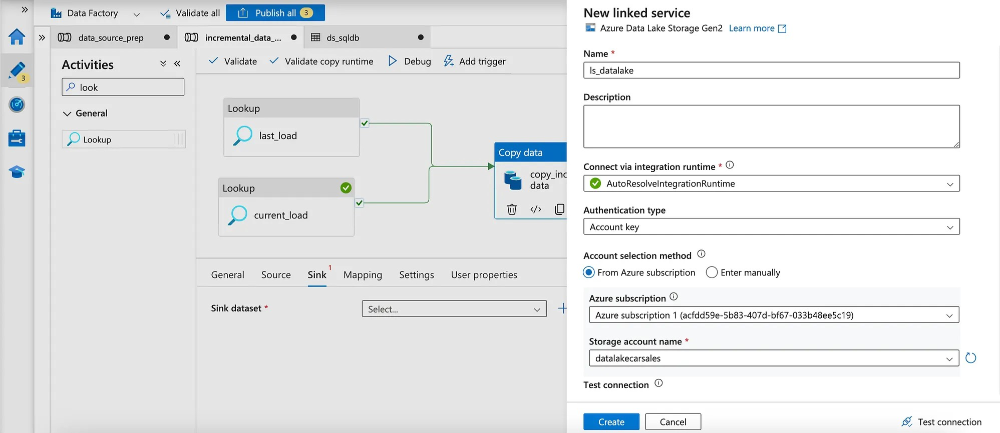 Data Factory
Validate all
Publish all 3
data_source_prep
incremental_data_...
ds_sqldb
3
Activities
look
General
Lookup
Validate
Validate copy runtime
Debug
Add trigger
Lookup
last_load
Lookup
current_load
Copy data
copy_inc
data
General
Source
Sink 1
Mapping
Settings
User properties
Sink dataset *
Select...
New linked service
Azure Data Lake Storage Gen2 Learn more
Name *
ls_datalake
Description
Connect via integration runtime *
AutoResolveIntegrationRuntime
Authentication type
Account key
Account selection method
From Azure subscription
Enter manually
Azure subscription
Azure subscription 1 (acfdd59e-5b83-407d-bf67-033b48ee5c19)
Storage account name *
datalakecarsales
Test connection
Create
Cancel
Test connection